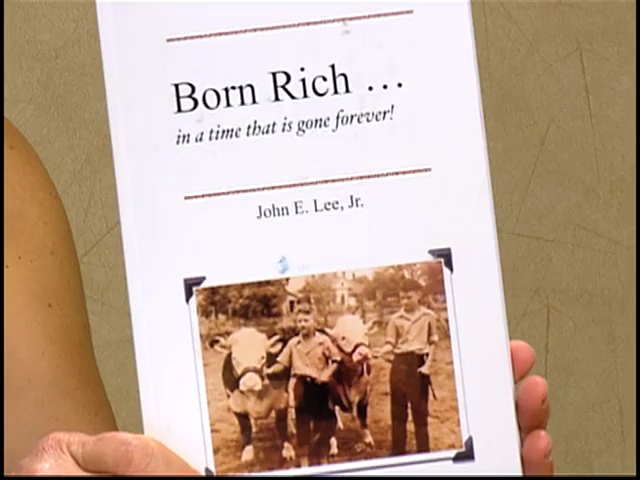 Born Rich ...
in a time that is gone forever!
John E. Lee, Jr.